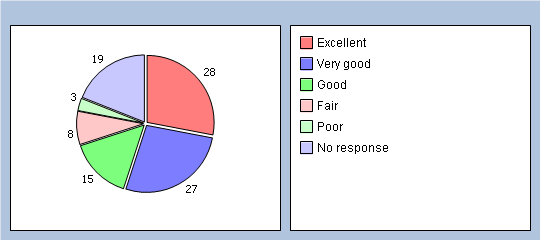 19
28
3
8
15
27
Excellent
Very good
Good
Fair
Poor
No response